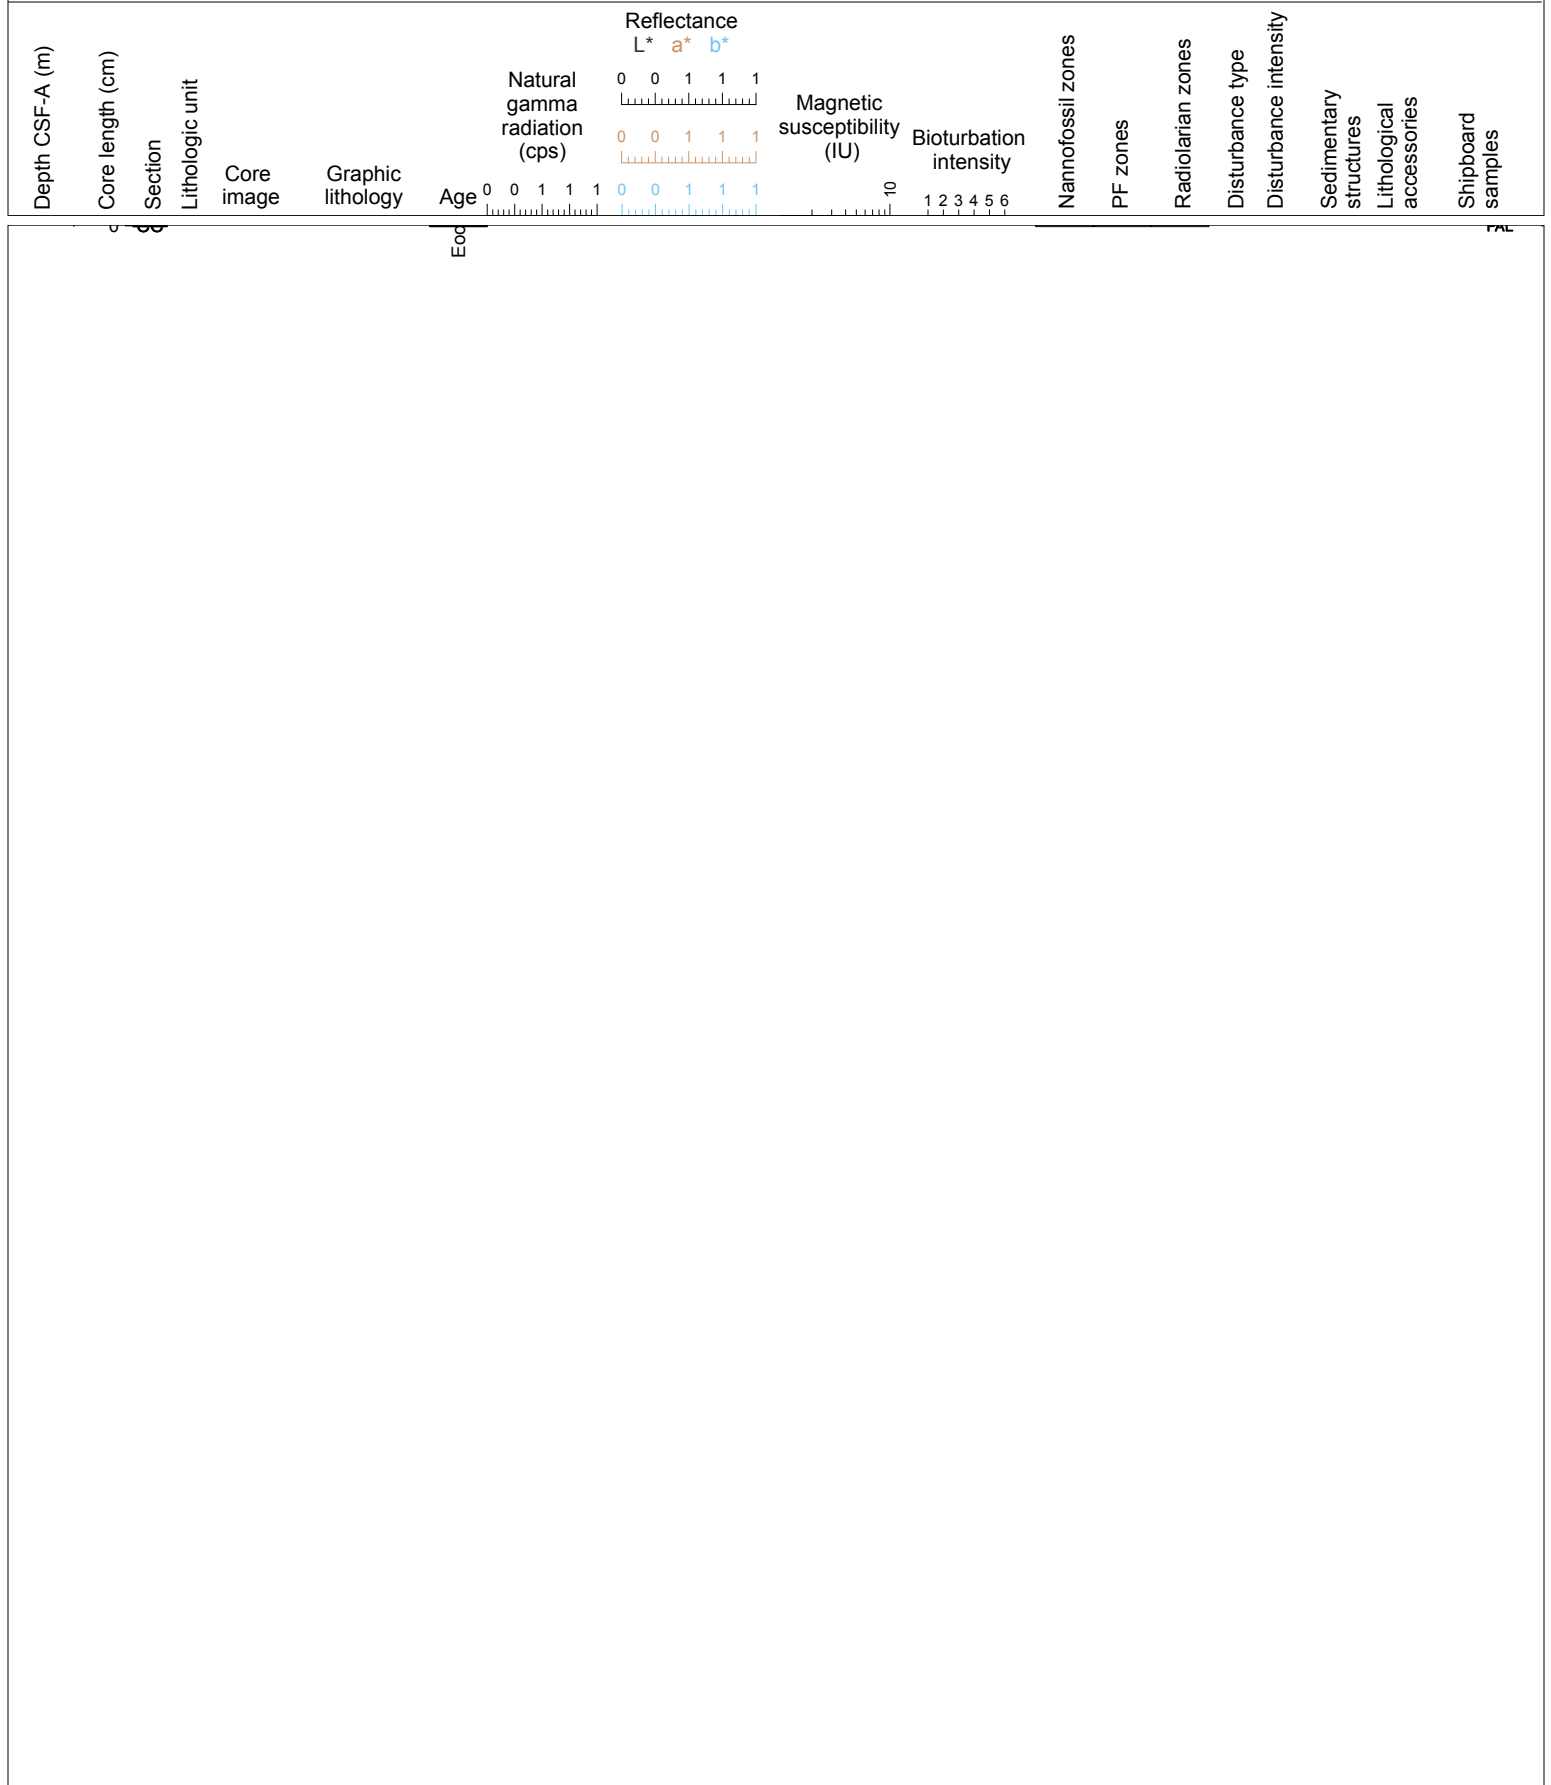 Depth CSF-A (m)
Core length (cm)
Section
Lithologic unit
Core
image
Graphic
lithology
Age
Natural
gamma
radiation
(cps)
0 0 1 1 1
Reflectance
L* a* b*
0 0 1 1 1
0 0 1 1 1
0 0 1 1 1
Magnetic
susceptibility
(IU)
10
Bioturbation
intensity
1 2 3 4 5 6
Nannofossil zones
PF zones
Radiolarian zones
Disturbance type
Disturbance intensity
Sedimentary
structures
Lithological
accessories
Shipboard
samples
Eoc
PAL